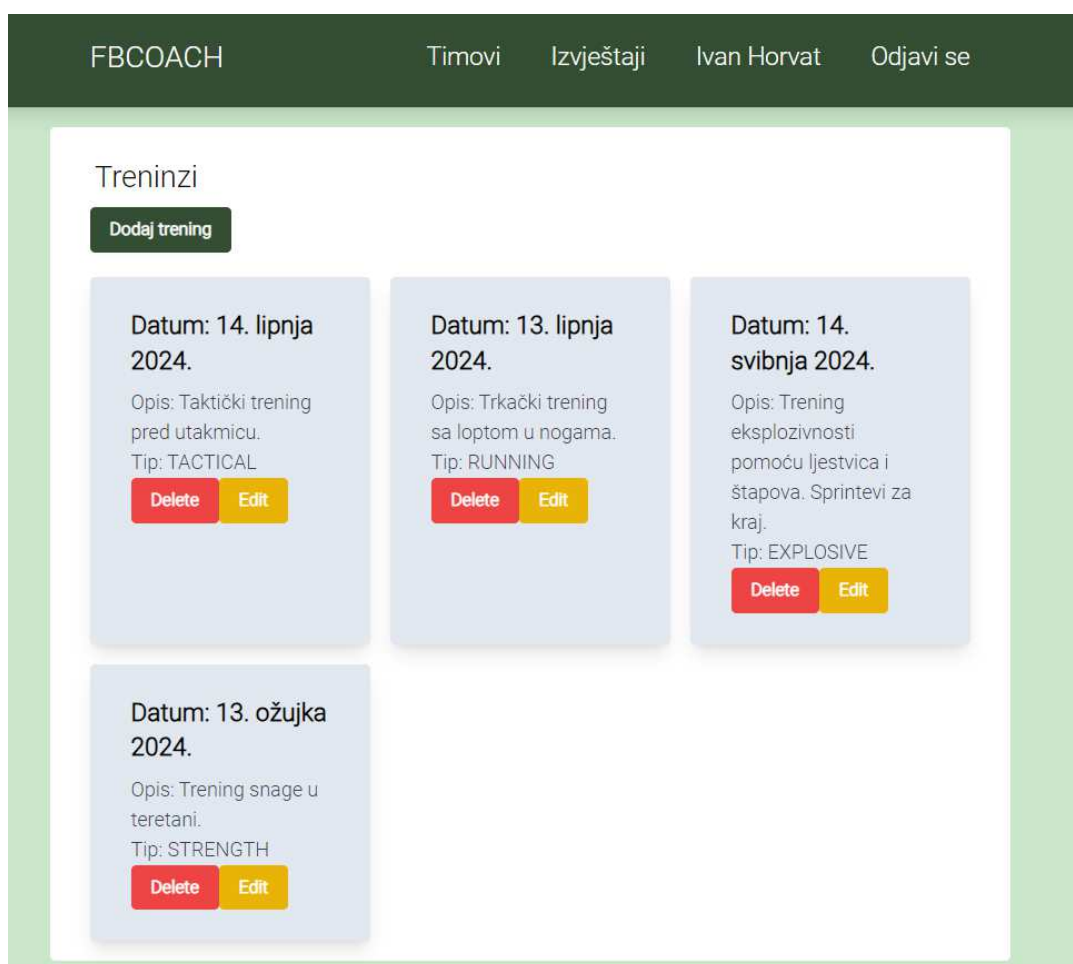 FBCOACH
Timovi
Izvještaji
Ivan Horvat
Odjavi se
Treninzi
Dodaj trening
Datum: 14. lipnja
2024.
Opis: Taktički trening
pred utakmicu.
Tip: TACTICAL
Delete
Edit
Datum: 13. lipnja
2024.
Opis: Trkački trening
sa loptom u nogama.
Tip: RUNNING
Delete
Edit
Datum: 14.
svibnja 2024.
Opis: Trening
eksplozivnosti
pomoću ljestvica i
štapova. Sprintevi za
kraj.
Tip: EXPLOSIVE
Delete
Edit
Datum: 13. ožujka
2024.
Opis: Trening snage u
teretani.
Tip: STRENGTH
Delete
Edit